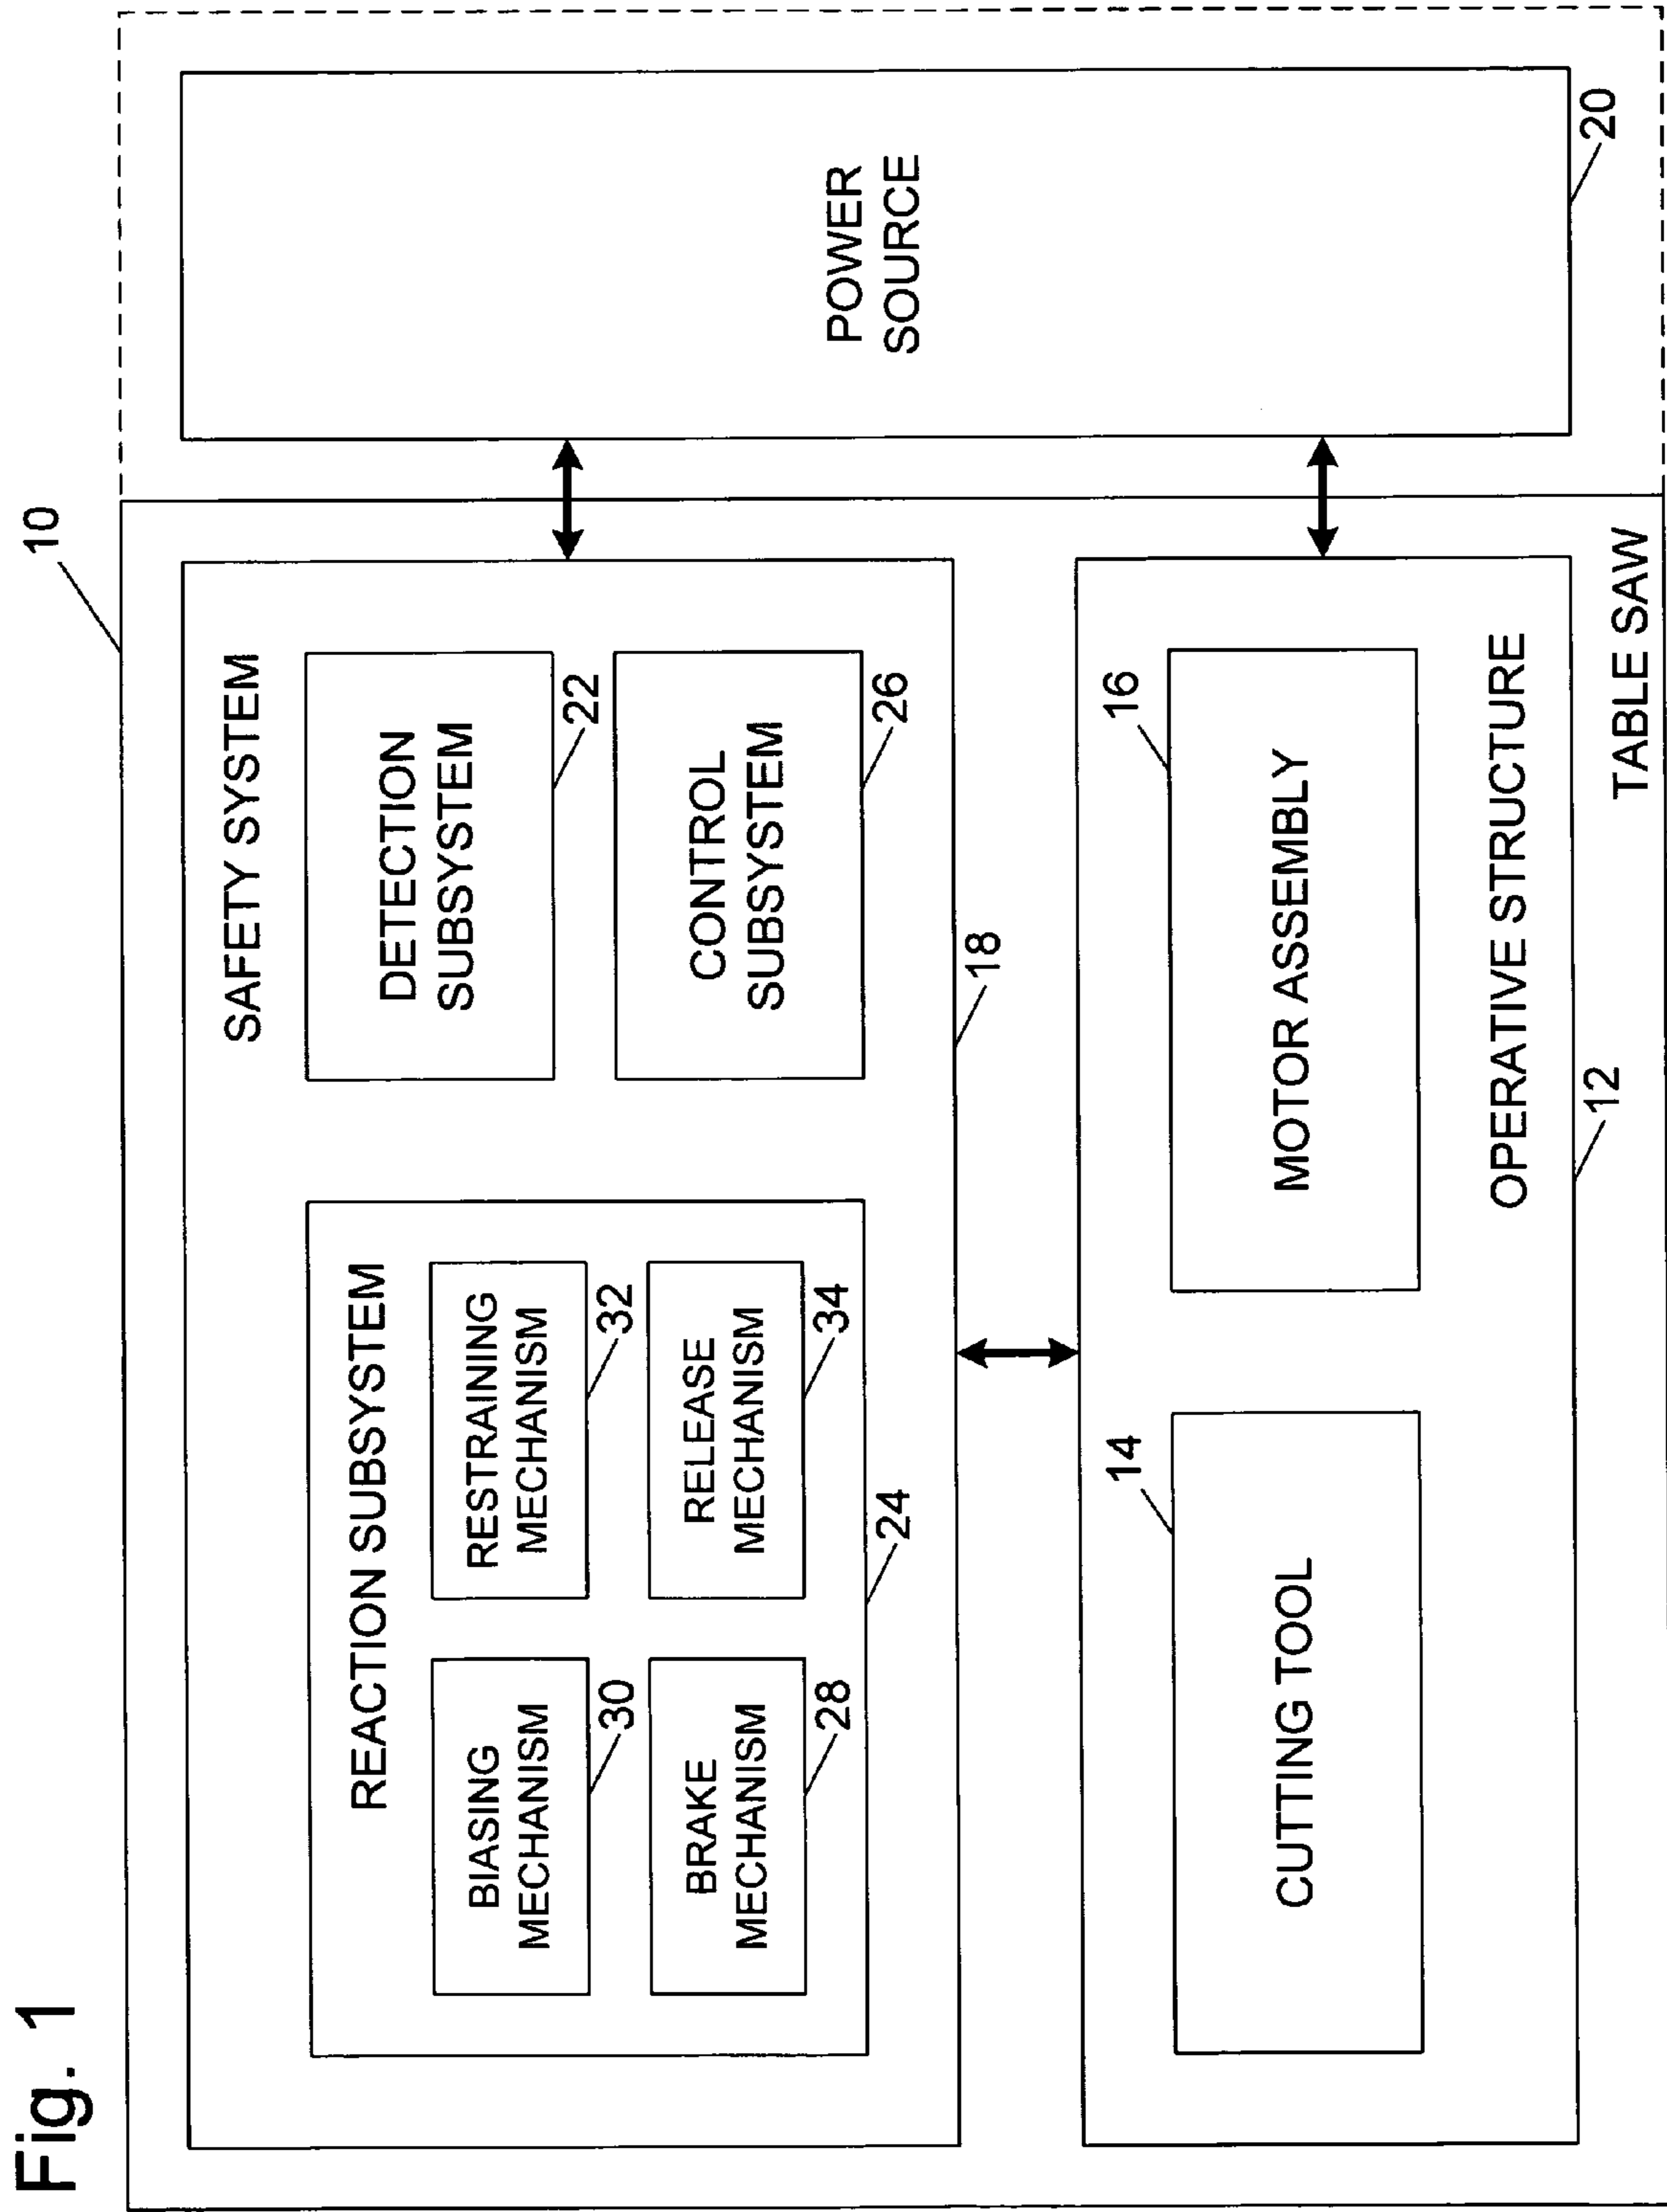 Fig. 1
10
SAFETY SYSTEM
REACTION SUBSYSTEM
BIASING
MECHANISM
30
RESTRAINING
MECHANISM
32
BRAKE
MECHANISM
28
RELEASE
MECHANISM
34
24
DETECTION
SUBSYSTEM
22
CONTROL
SUBSYSTEM
26
18
POWER
SOURCE
20
14
CUTTING TOOL
16
MOTOR ASSEMBLY
OPERATIVE STRUCTURE
12
TABLE SAW